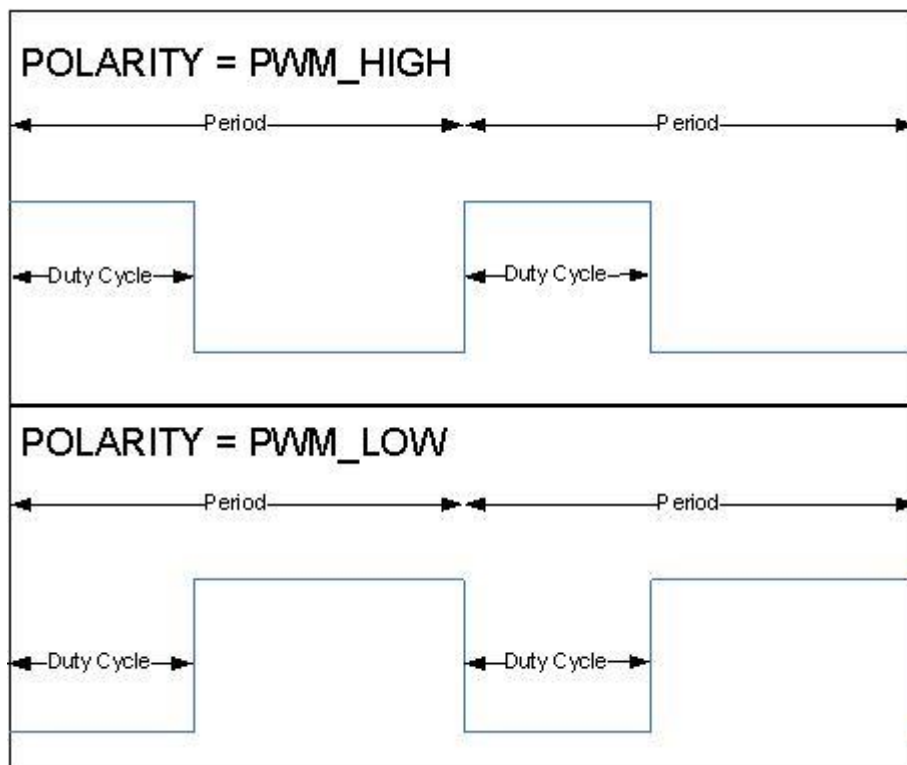 POLARITY = PWM_HIGH
Period Period
Duty Cycle Duty Cycle
POLARITY = PWM_LOW
Period Period
Duty Cycle Duty Cycle